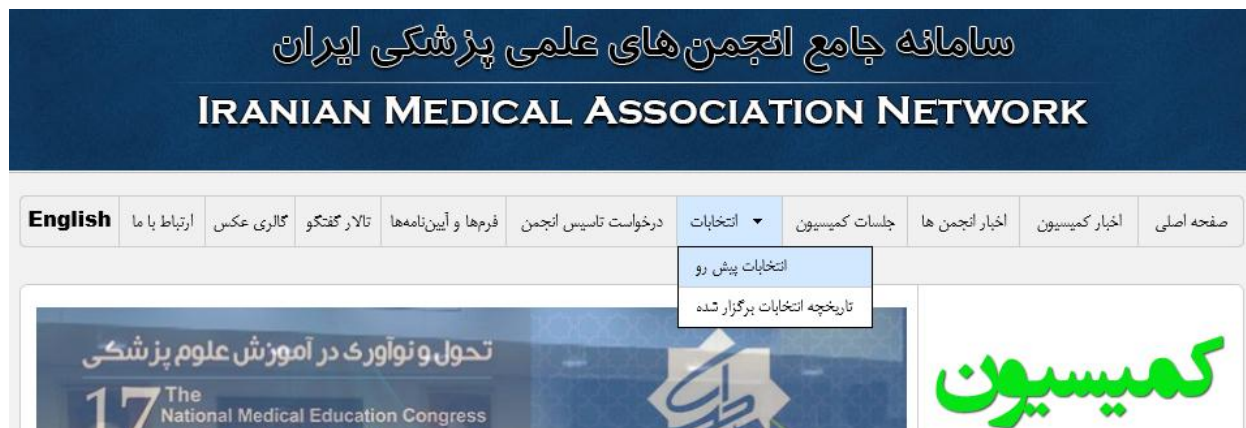 سامانه جامع انجمن های علمی پزشکی ایران
IRANIAN MEDICAL ASSOCIATION NETWORK
صفحه اصلی اخبار کمیسیون اخبار انجمن ها جلسات کمیسیون انتخابات درخواست تاسیس انجمن فرم‌ها و آیین‌نامه‌ها تالار گفتگو گالری عکس ارتباط با ما English
انتخابات پیش رو
تاریخچه انتخابات برگزار شده
کمیسیون
تحول و نوآوری در آموزش علوم پزشکی
17 The
National Medical Education Congress